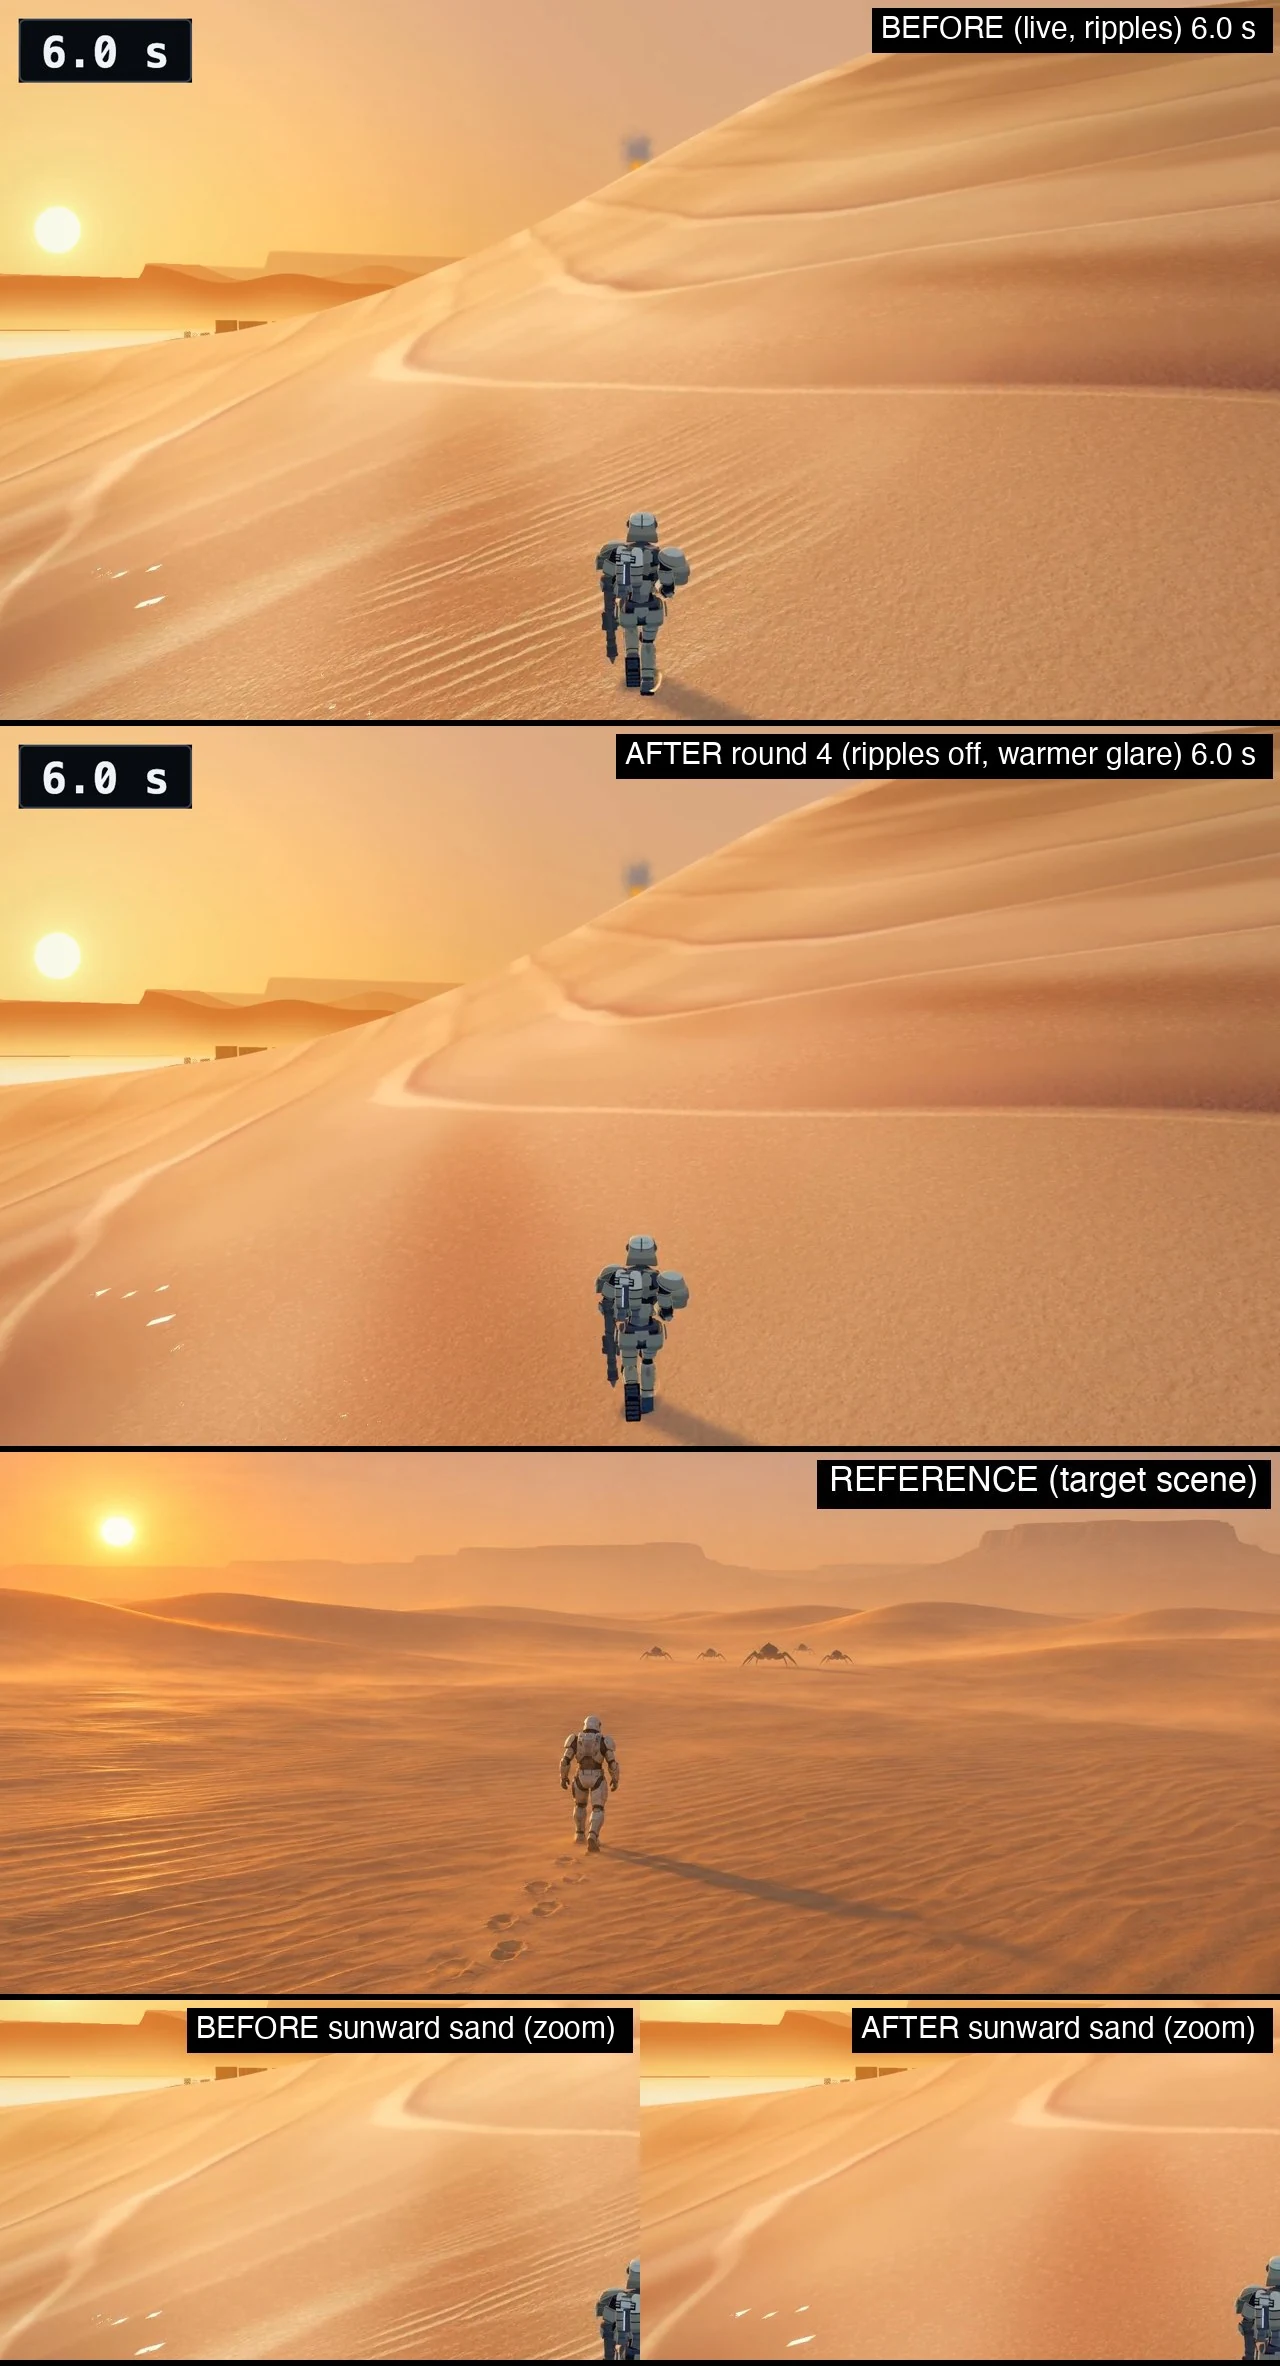 6.0 s
BEFORE (live, ripples) 6.0 s
6.0 s
AFTER round 4 (ripples off, warmer glare) 6.0 s
REFERENCE (target scene)
BEFORE sunward sand (zoom)
AFTER sunward sand (zoom)